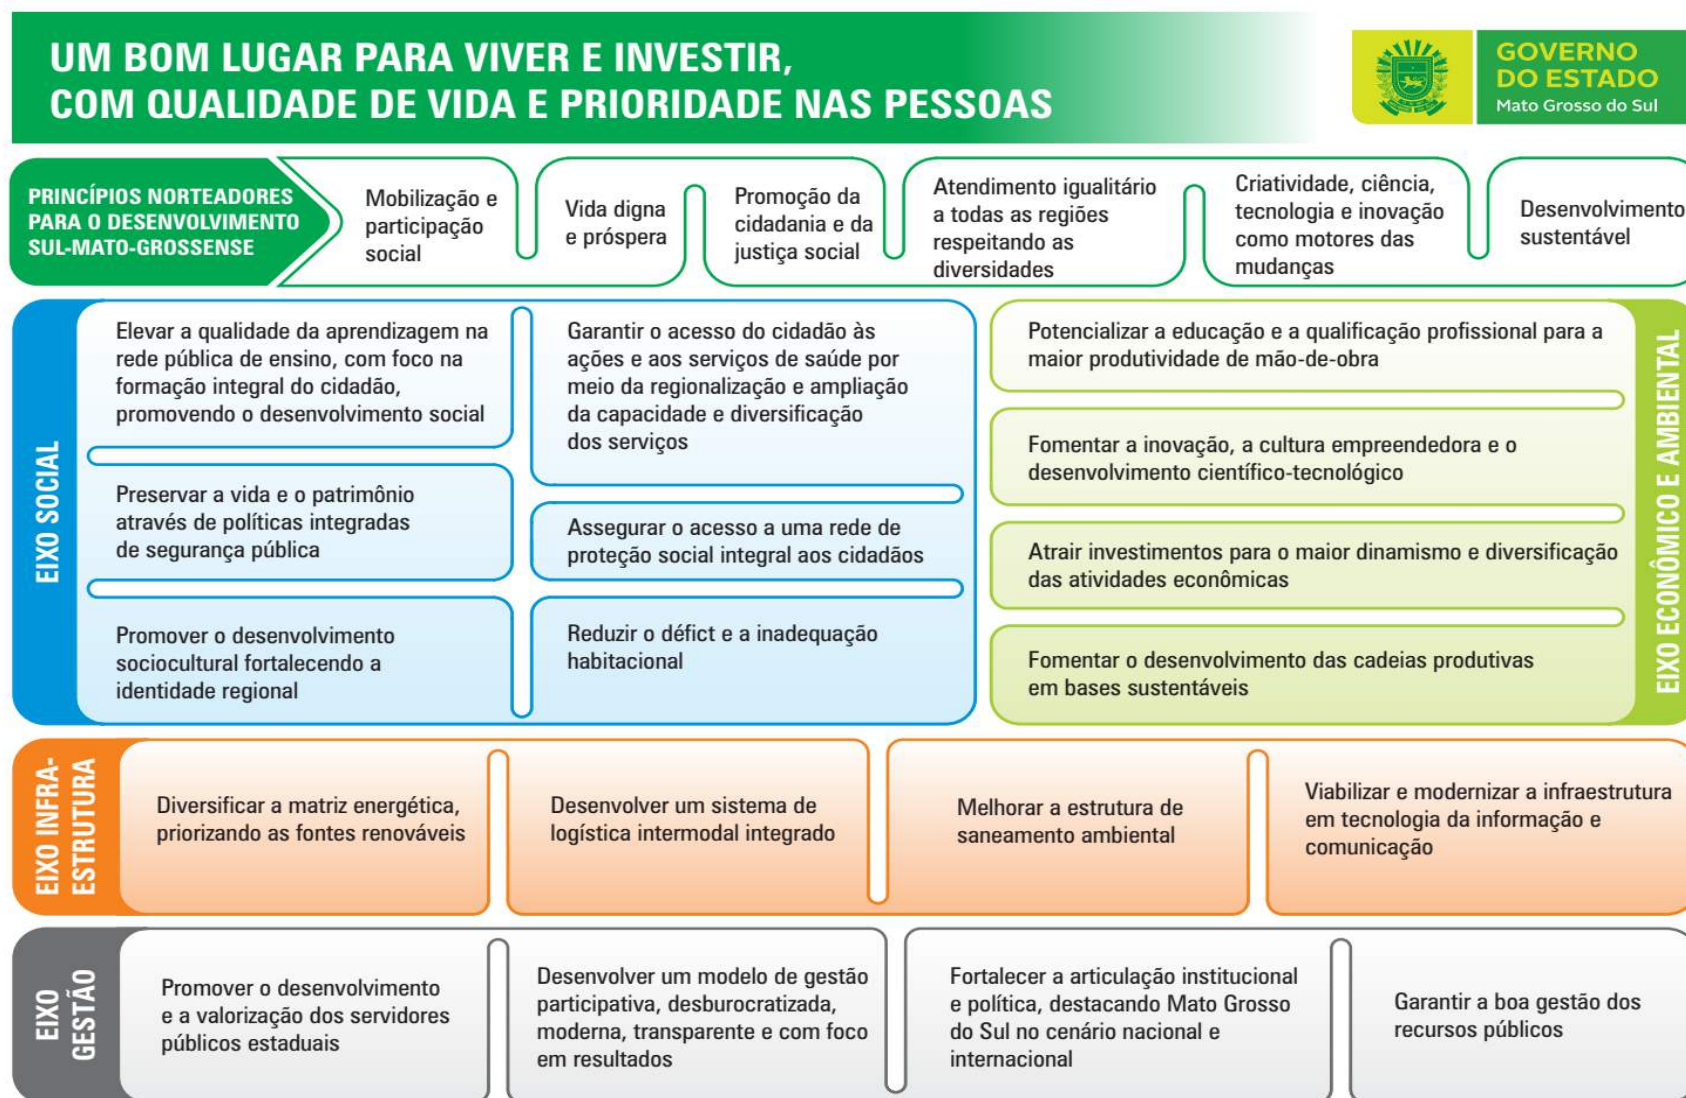 UM BOM LUGAR PARA VIVER E INVESTIR,
COM QUALIDADE DE VIDA E PRIORIDADE NAS PESSOAS
GOVERNO
DO ESTADO
Mato Grosso do Sul
PRINCÍPIOS NORTEADORES
PARA O DESENVOLVIMENTO
SUL-MATO-GROSSENSE
Mobilização e
participação
social
Vida digna
e próspera
Promoção da
cidadania e da
justiça social
Atendimento igualitário
a todas as regiões
respeitando as
diversidades
Criatividade, ciência,
tecnologia e inovação
como motores das
mudanças
Desenvolvimento
sustentável
EIXO SOCIAL
Elevar a qualidade da aprendizagem na
rede pública de ensino, com foco na
formação integral do cidadão,
promovendo o desenvolvimento social
Garantir o acesso do cidadão às
ações e aos serviços de saúde por
meio da regionalização e ampliação
da capacidade e diversificação
dos serviços
Preservar a vida e o patrimônio
através de políticas integradas
de segurança pública
Assegurar o acesso a uma rede de
proteção social integral aos cidadãos
Promover o desenvolvimento
sociocultural fortalecendo a
identidade regional
Reduzir o défict e a inadequação
habitacional
EIXO ECONÔMICO E AMBIENTAL
Potencializar a educação e a qualificação profissional para a
maior produtividade de mão-de-obra
Fomentar a inovação, a cultura empreendedora e o
desenvolvimento científico-tecnológico
Atrair investimentos para o maior dinamismo e diversificação
das atividades econômicas
Fomentar o desenvolvimento das cadeias produtivas
em bases sustentáveis
EIXO INFRA-
ESTRUTURA
Diversificar a matriz energética,
priorizando as fontes renováveis
Desenvolver um sistema de
logística intermodal integrado
Melhorar a estrutura de
saneamento ambiental
Viabilizar e modernizar a infraestrutura
em tecnologia da informação e
comunicação
EIXO
GESTÃO
Promover o desenvolvimento
e a valorização dos servidores
públicos estaduais
Desenvolver um modelo de gestão
participativa, desburocratizada,
moderna, transparente e com foco
em resultados
Fortalecer a articulação institucional
e política, destacando Mato Grosso
do Sul no cenário nacional e
internacional
Garantir a boa gestão dos
recursos públicos